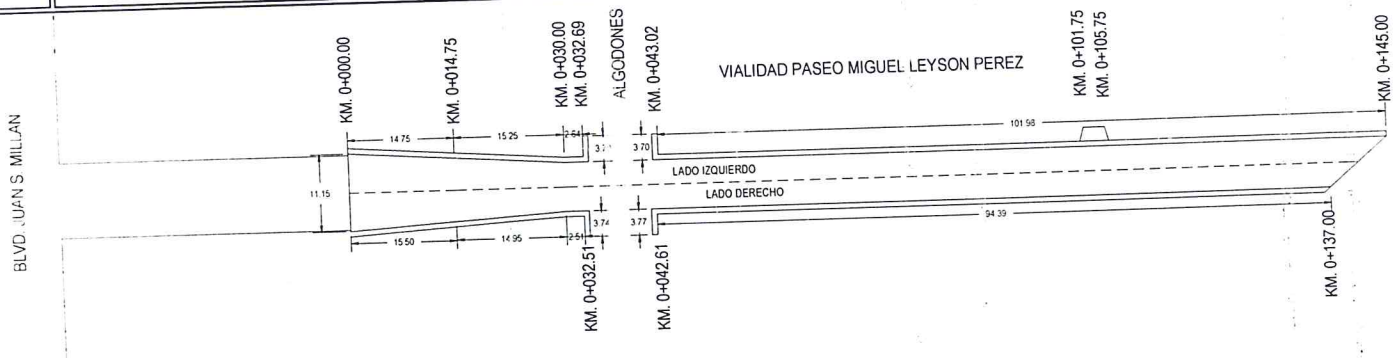 BLVD. JUAN S. MILLAN
KM. 0+000.00
KM. 0+014.75
KM. 0+030.00
KM. 0+032.69
ALGODONES
KM. 0+043.02
VIALIDAD PASEO MIGUEL LEYSON PEREZ
KM. 0+101.75
KM. 0+105.75
KM. 0+145.00
14.75
15.25
2.64
3.70
101.98
11.15
LADO IZQUIERDO
LADO DERECHO
15.50
14.95
2.51
3.74
3.77
94.39
KM. 0+032.51
KM. 0+042.61
KM. 0+137.00